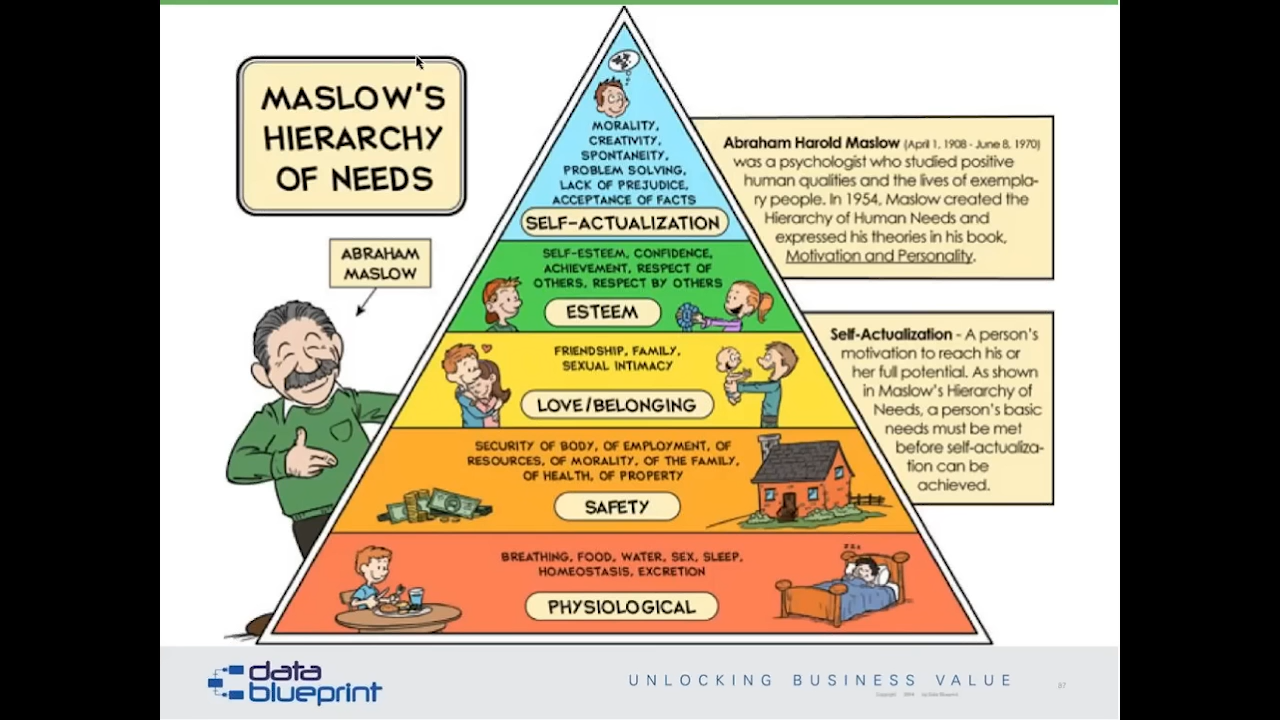 MASLOW'S
HIERARCHY
OF NEEDS
ABRAHAM
MASLOW
MORALITY,
CREATIVITY,
SPONTANEITY,
PROBLEM SOLVING,
LACK OF PREJUDICE,
ACCEPTANCE OF FACTS
SELF-ACTUALIZATION
SELF-ESTEEM, CONFIDENCE,
ACHIEVEMENT, RESPECT OF
OTHERS, RESPECT BY OTHERS
ESTEEM
FRIENDSHIP, FAMILY,
SEXUAL INTIMACY
LOVE/BELONGING
SECURITY OF BODY, OF EMPLOYMENT, OF
RESOURCES, OF MORALITY, OF THE FAMILY,
OF HEALTH, OF PROPERTY
SAFETY
BREATHING, FOOD, WATER, SEX, SLEEP,
HOMEOSTASIS, EXCRETION
PHYSIOLOGICAL
zzz
Abraham Harold Maslow (April 1, 1908 - June 8, 1970)
was a psychologist who studied positive
human qualities and the lives of exempla-
ry people. In 1954, Maslow created the
Hierarchy of Human Needs and
expressed his theories in his book,
Motivation and Personality.
Self-Actualization - A person's
motivation to reach his or
her full potential. As shown
in Maslow's Hierarchy of
Needs, a person's basic
needs must be met
before self-actualiza-
tion can be
achieved.
data
blueprint
UNLOCKING BUSINESS VALUE